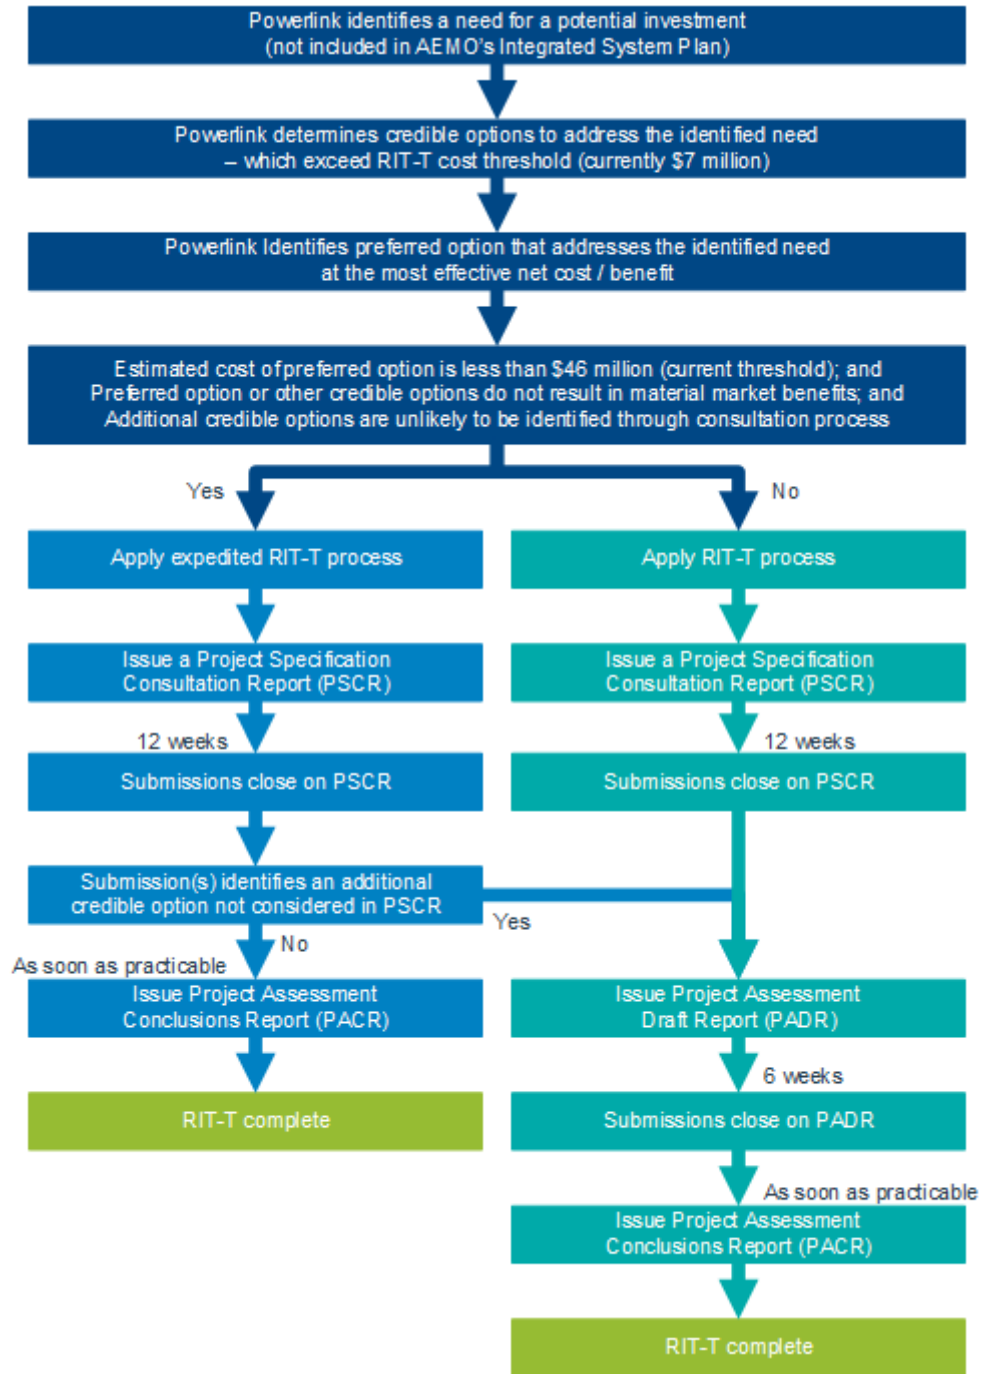 Powerlink identifies a need for a potential investment
(not included in AEMO's Integrated System Plan)
Powerlink determines credible options to address the identified need
– which exceed RIT-T cost threshold (currently $7 million)
Powerlink Identifies preferred option that addresses the identified need
at the most effective net cost / benefit
Estimated cost of preferred option is less than $46 million (current threshold); and
Preferred option or other credible options do not result in material market benefits; and
Additional credible options are unlikely to be identified through consultation process
Yes
No
Apply expedited RIT-T process
Apply RIT-T process
Issue a Project Specification
Consultation Report (PSCR)
Issue a Project Specification
Consultation Report (PSCR)
12 weeks
12 weeks
Submissions close on PSCR
Submissions close on PSCR
Submission(s) identifies an additional
credible option not considered in PSCR
Yes
No
As soon as practicable
Issue Project Assessment
Conclusions Report (PACR)
Issue Project Assessment
Draft Report (PADR)
6 weeks
RIT-T complete
Submissions close on PADR
As soon as practicable
Issue Project Assessment
Conclusions Report (PACR)
RIT-T complete